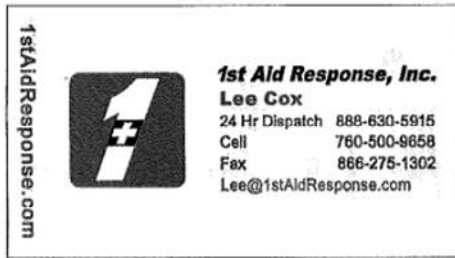 1stAidResponse.com
1
1st Aid Response, Inc.
Lee Cox
24 Hr Dispatch 888-630-5915
Cell 760-500-9658
Fax 866-275-1302
Lee@1stAidResponse.com